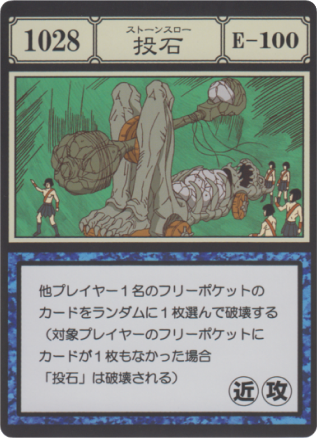 1028
ストーンスロー
投石
E-100
他プレイヤー1名のフリーポケットの
カードをランダムに1枚選んで破壊する
(対象プレイヤーのフリーポケットに
カードが1枚もなかった場合
「投石」は破壊される)
近 攻